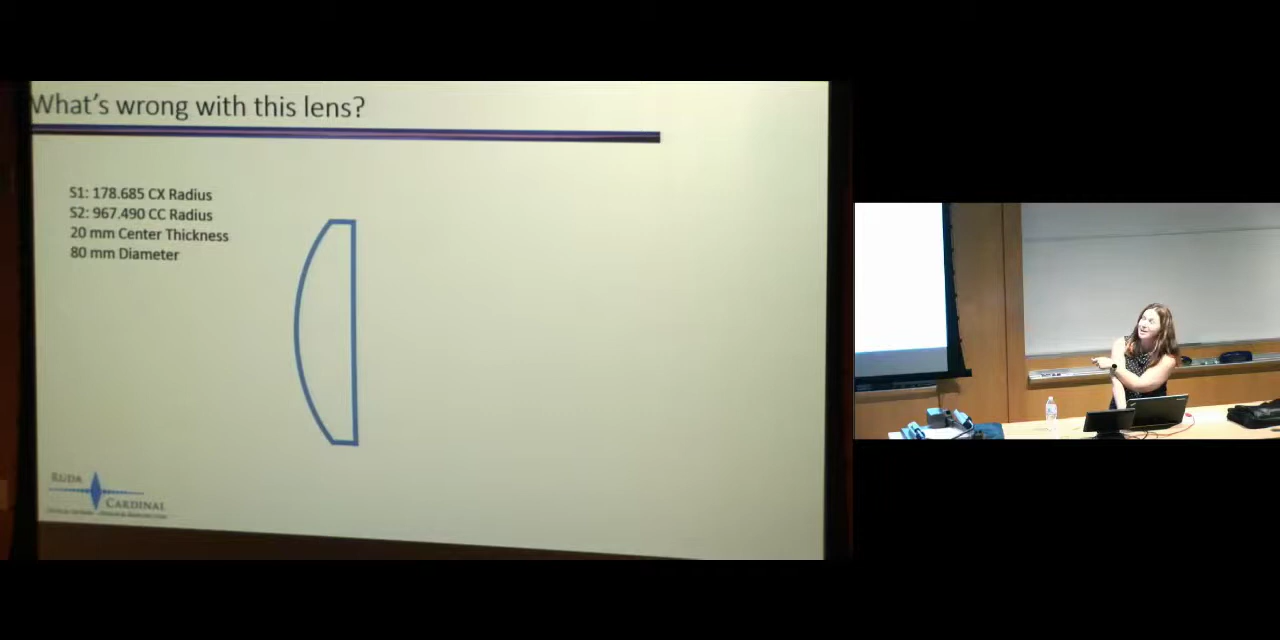 What's wrong with this lens?
S1: 178.685 CX Radius
S2: 967.490 CC Radius
20 mm Center Thickness
80 mm Diameter
RUDA
CARDINAL